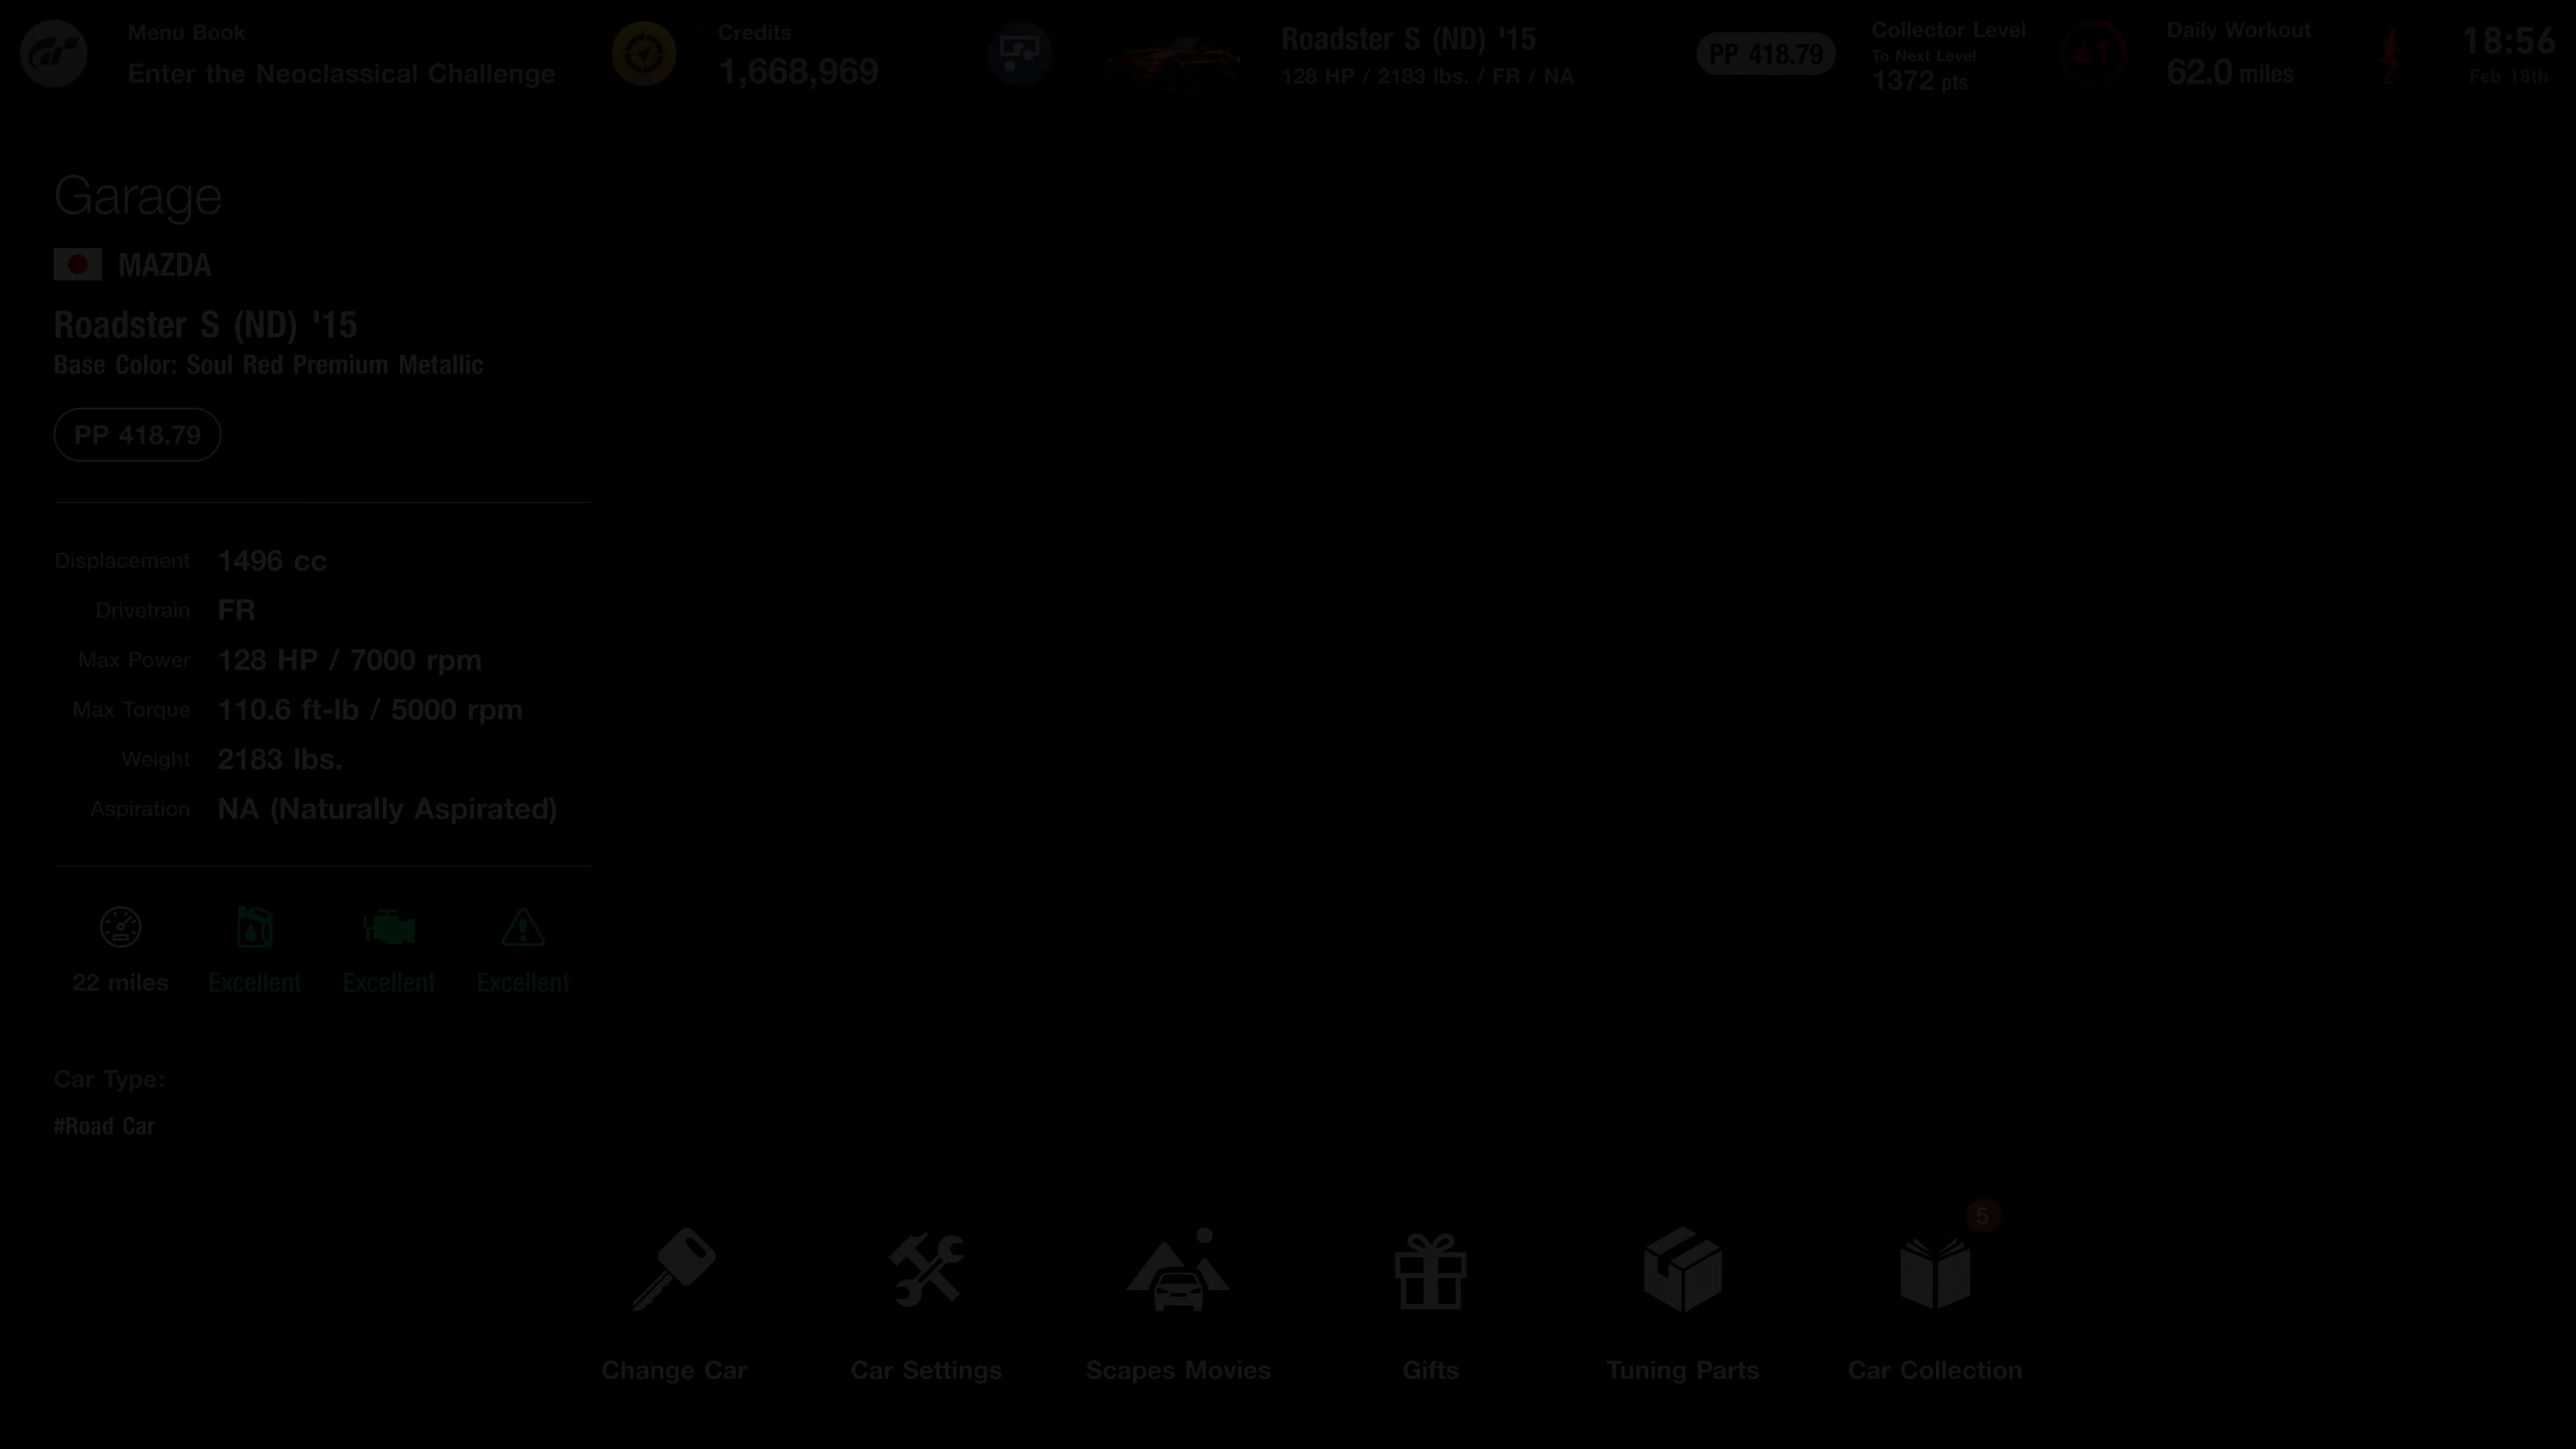 Menu Book
Enter the Neoclassical Challenge
Credits
1,668,969
Roadster S (ND) '15
128 HP / 2183 lbs. / FR / NA
PP 418.79
Collector Level
To Next Level
1372 pts
41
Daily Workout
62.0 miles
18:56
Feb 18th
Garage
MAZDA
Roadster S (ND) '15
Base Color: Soul Red Premium Metallic
PP 418.79
Displacement 1496 cc
Drivetrain FR
Max Power 128 HP / 7000 rpm
Max Torque 110.6 ft-lb / 5000 rpm
Weight 2183 lbs.
Aspiration NA (Naturally Aspirated)
22 miles Excellent Excellent Excellent
Car Type:
#Road Car
5
Change Car Car Settings Scapes Movies Gifts Tuning Parts Car Collection